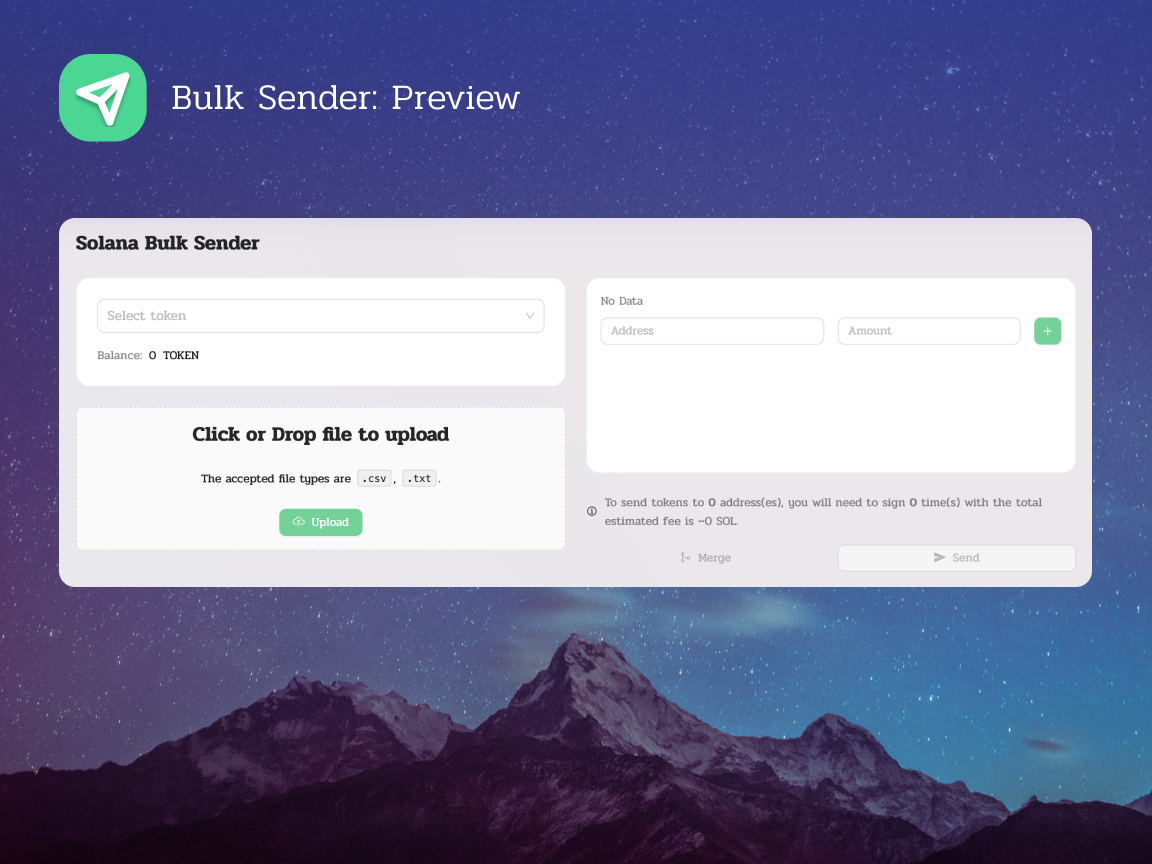 Bulk Sender: Preview
Solana Bulk Sender
Select token
Balance: 0 TOKEN
Click or Drop file to upload
The accepted file types are .csv, .txt.
Upload
No Data
Address
Amount
To send tokens to 0 address(es), you will need to sign 0 time(s) with the total
estimated fee is ~0 SOL.
Merge
Send